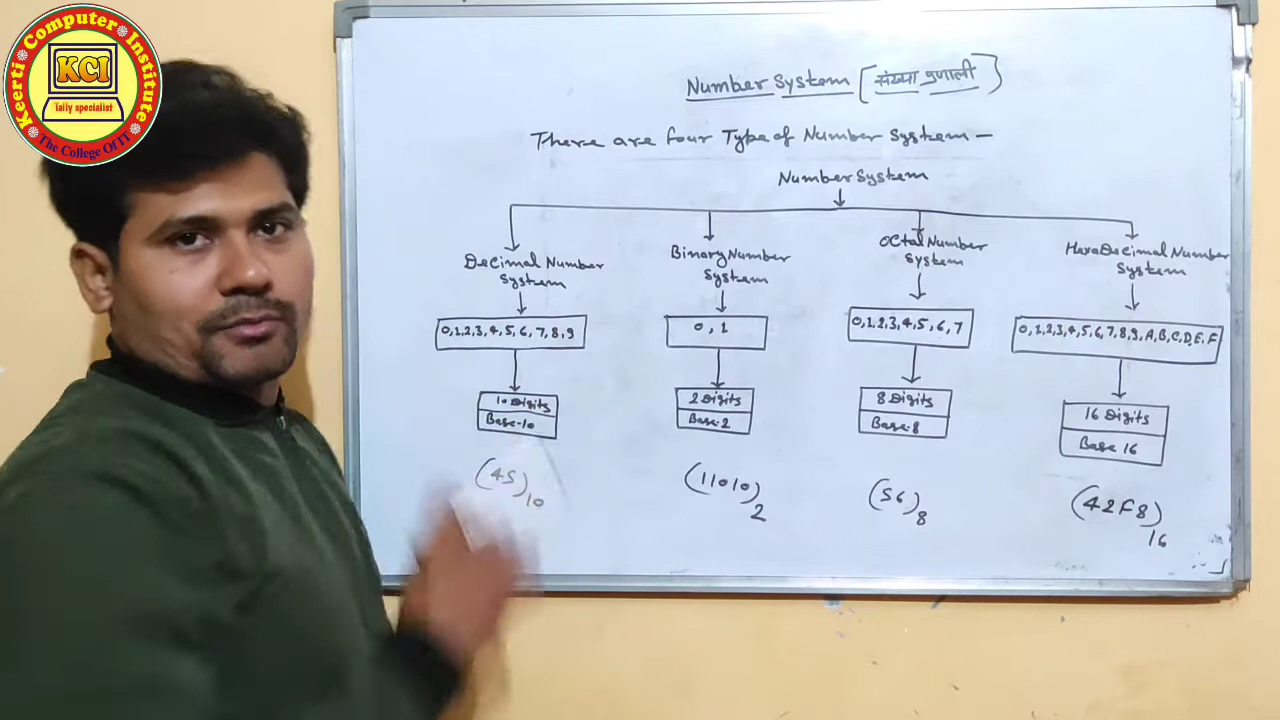 Keerti Computer Institute
KCI
Tally specialist
The College Of IT
Number System [संख्या प्रणाली]
There are four Type of Number System –
Number System
Decimal Number System
Binary Number System
Octal Number System
HexaDecimal Number System
0,1,2,3,4,5,6,7,8,9
0,1
0,1,2,3,4,5,6,7
0,1,2,3,4,5,6,7,8,9,A,B,C,D,E,F
10 Digits
Base-10
2 Digits
Base-2
8 Digits
Base-8
16 Digits
Base 16
(45)10
(11010)2
(56)8
(42F8)16